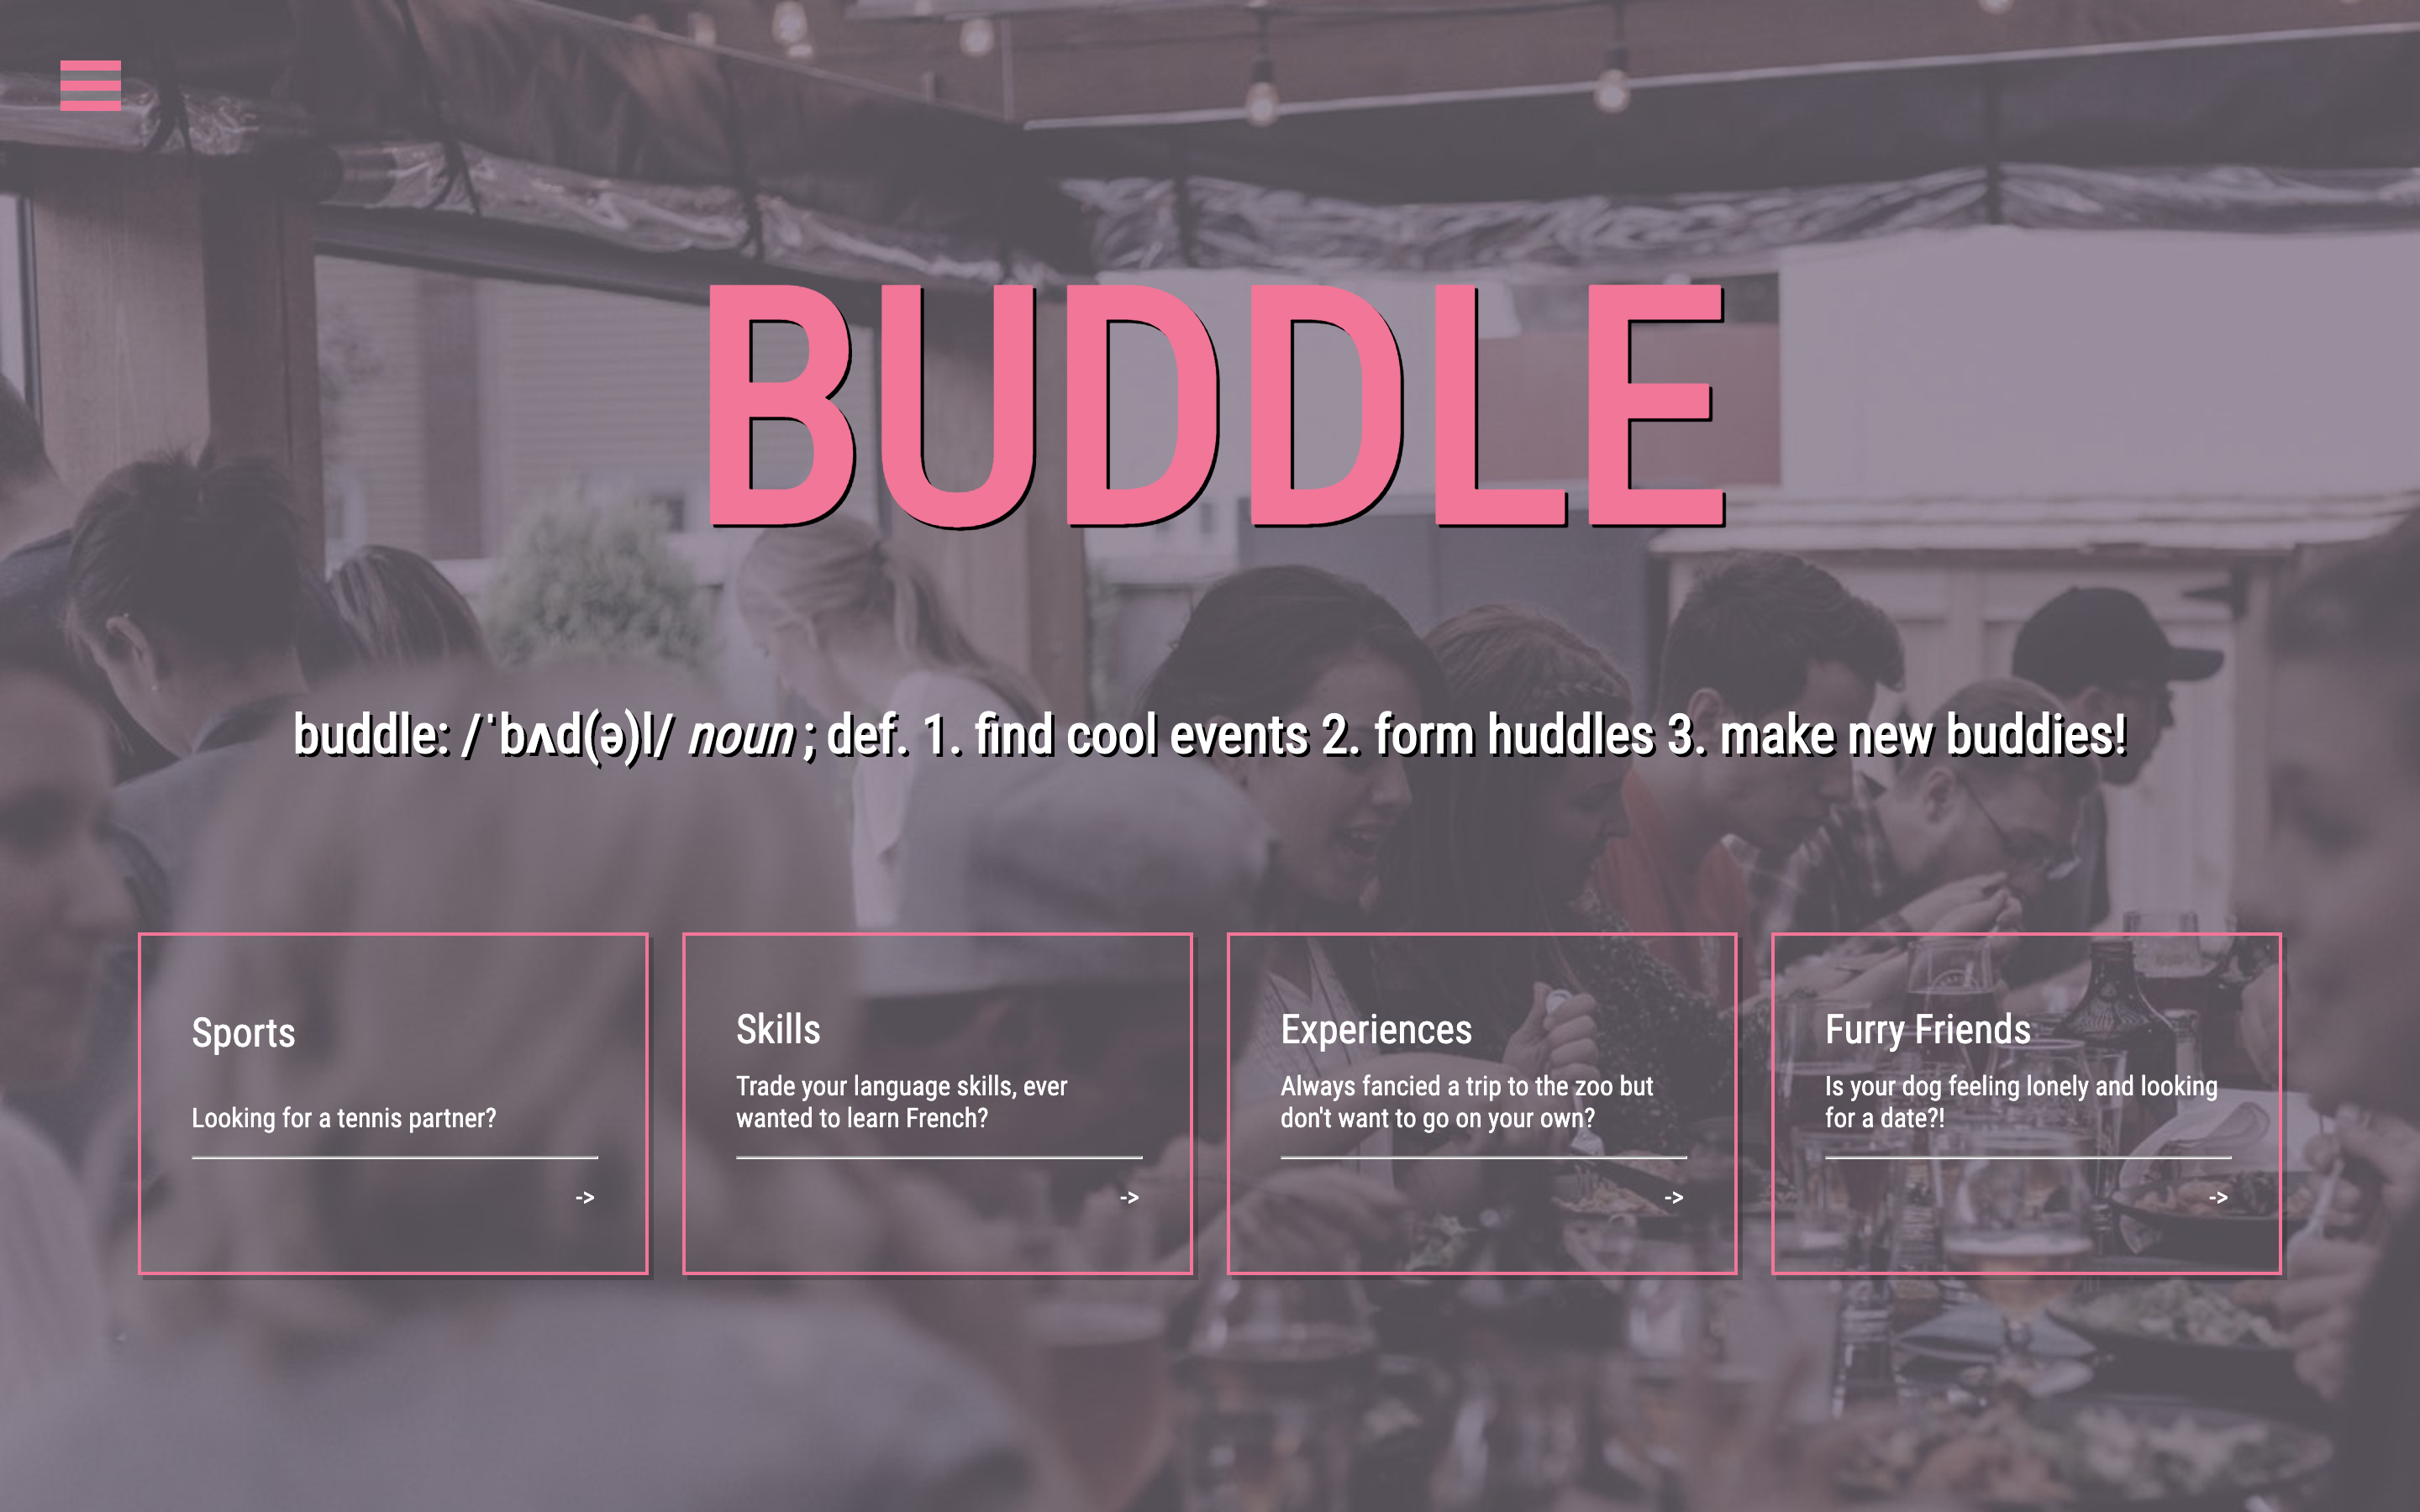 BUDDLE
buddle: /ˈbʌd(ə)l/ noun ; def. 1. find cool events 2. form huddles 3. make new buddies!
Sports
Looking for a tennis partner?
->
Skills
Trade your language skills, ever
wanted to learn French?
->
Experiences
Always fancied a trip to the zoo but
don't want to go on your own?
->
Furry Friends
Is your dog feeling lonely and looking
for a date?!
->